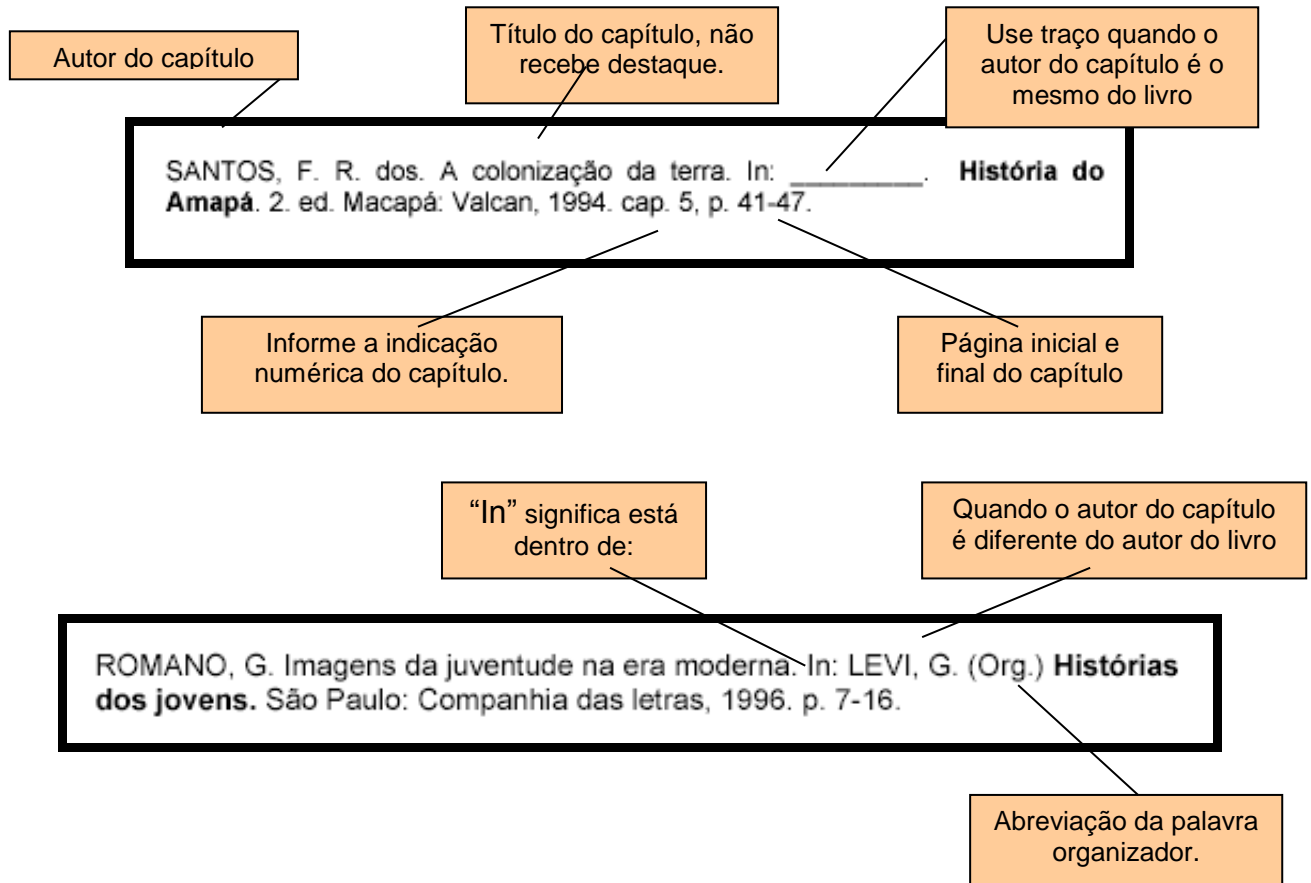 Autor do capítulo
Título do capítulo, não
recebe destaque.
Use traço quando o
autor do capítulo é o
mesmo do livro
SANTOS, F. R. dos. A colonização da terra. In: _________. História do
Amapá. 2. ed. Macapá: Valcan, 1994. cap. 5, p. 41-47.
Informe a indicação
numérica do capítulo.
Página inicial e
final do capítulo
“In” significa está
dentro de:
Quando o autor do capítulo
é diferente do autor do livro
ROMANO, G. Imagens da juventude na era moderna. In: LEVI, G. (Org.) Histórias
dos jovens. São Paulo: Companhia das letras, 1996. p. 7-16.
Abreviação da palavra
organizador.